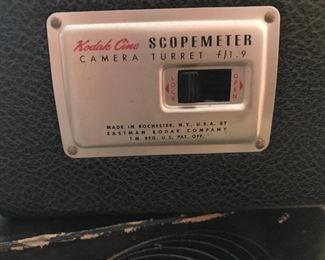 Kodak Cine SCOPEMETER
CAMERA TURRET f/1.9
LOCK
OPEN
MADE IN ROCHESTER, N.Y., U.S.A. BY
EASTMAN KODAK COMPANY
T.M. REG. U.S. PAT. OFF.